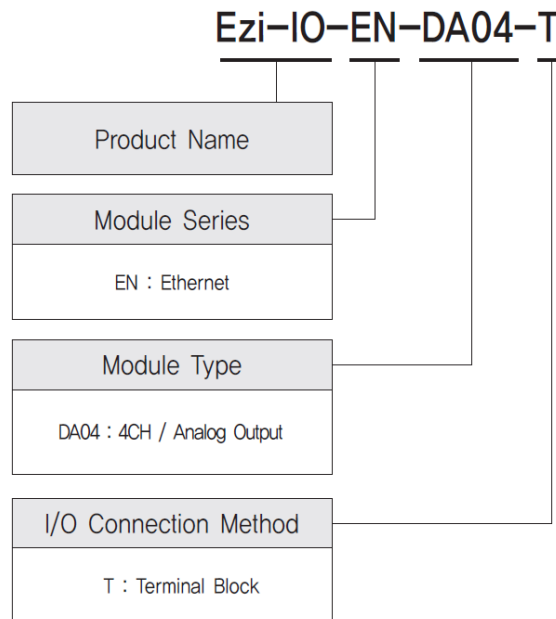 Ezi-IO-EN-DA04-T
Product Name
Module Series
EN : Ethernet
Module Type
DA04 : 4CH / Analog Output
I/O Connection Method
T : Terminal Block